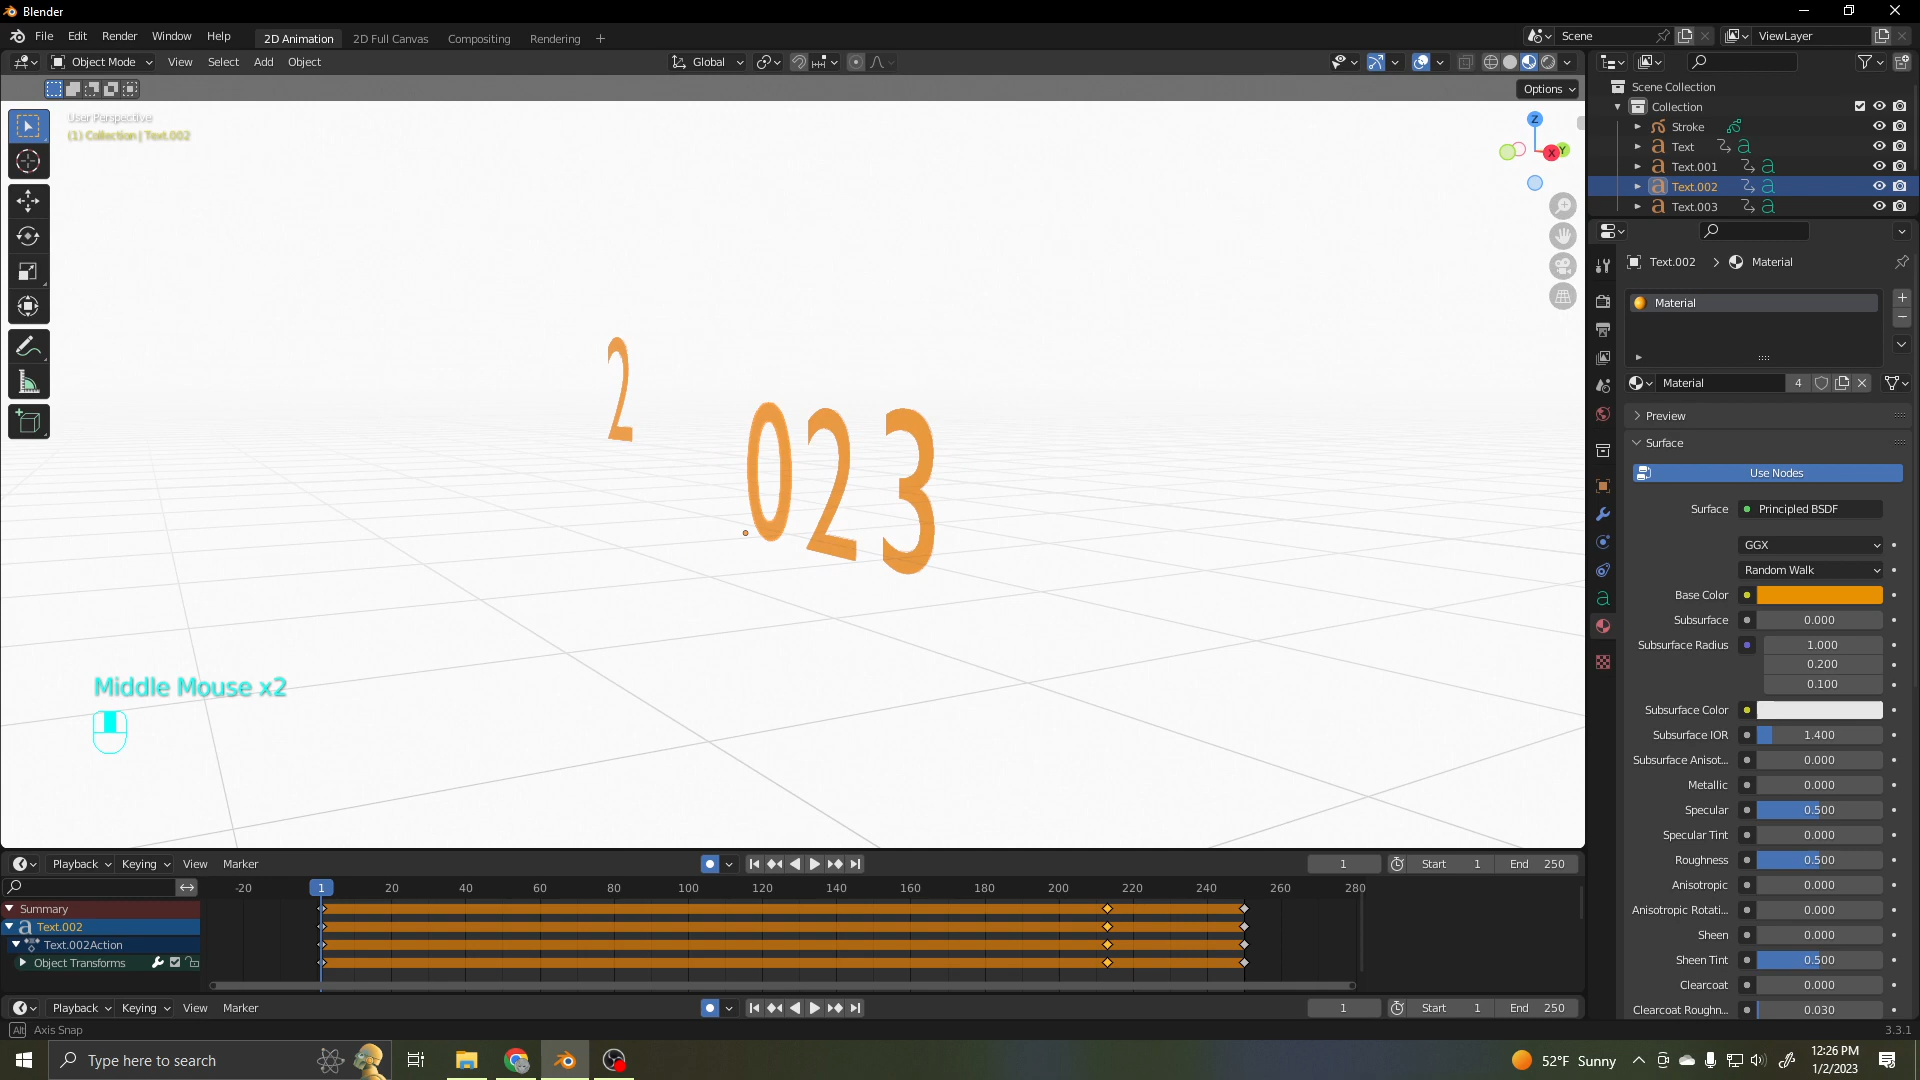 Blender
File Edit Render Window Help
2D Animation 2D Full Canvas Compositing Rendering +
Scene ViewLayer
Object Mode View Select Add Object
Global
Options
User Perspective
(1) Collection | Text.002
Z
X Y
Scene Collection
Collection
Stroke
Text
Text.001
Text.002
Text.003
Text.002 > Material
Material
Material 4
Preview
Surface
Use Nodes
Surface Principled BSDF
GGX
Random Walk
Base Color
Subsurface 0.000
Subsurface Radius 1.000
0.200
0.100
Subsurface Color
Subsurface IOR 1.400
Subsurface Anisot... 0.000
Metallic 0.000
Specular 0.500
Specular Tint 0.000
Roughness 0.500
Anisotropic 0.000
Anisotropic Rotati... 0.000
Sheen 0.000
Sheen Tint 0.500
Clearcoat 0.000
Clearcoat Roughn... 0.030
2
023
Middle Mouse x2
Playback Keying View Marker
1 Start 1 End 250
-20 1 20 40 60 80 100 120 140 160 180 200 220 240 260 280
Summary
Text.002
Text.002Action
Object Transforms
Playback Keying View Marker
1 Start 1 End 250
Alt Axis Snap
3.3.1
Type here to search
52°F Sunny
12:26 PM
1/2/2023